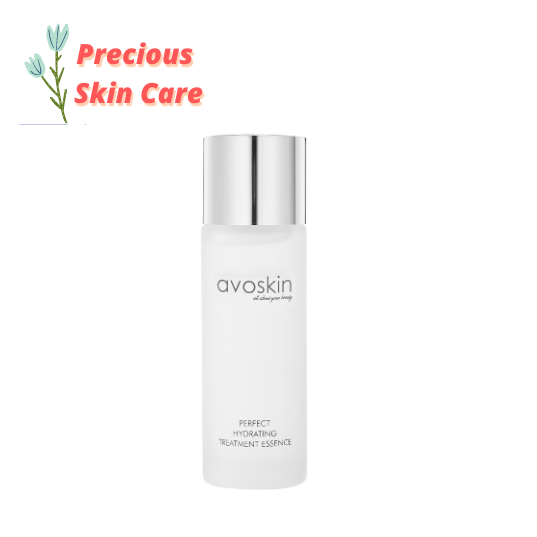 Precious
Skin Care
avoskin
all about your beauty
PERFECT
HYDRATING
TREATMENT ESSENCE